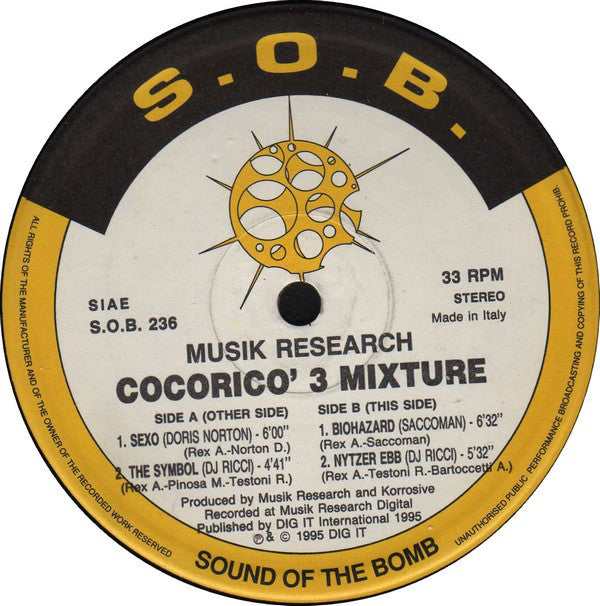 S.O.B.
SIAE
S.O.B. 236
33 RPM
STEREO
Made in Italy
MUSIK RESEARCH
COCORICO' 3 MIXTURE
SIDE A (OTHER SIDE)
1. SEXO (DORIS NORTON) - 6'00"
(Rex A.-Norton D.)
2. THE SYMBOL (DJ RICCI) - 4'41"
(Rex A.-Pinosa M.-Testoni R.)
SIDE B (THIS SIDE)
1. BIOHAZARD (SACCOMAN) - 6'32"
(Rex A.-Saccoman)
2. NYTZER EBB (DJ RICCI) - 5'32"
(Rex A.-Testoni R.-Bartoccetti A.)
Produced by Musik Research and Korrosive
Recorded at Musik Research Digital
Published by DIG IT International 1995
℗ & © 1995 DIG IT
SOUND OF THE BOMB
ALL RIGHTS OF THE MANUFACTURER AND OF THE OWNER OF THE RECORDED WORK RESERVED
UNAUTHORISED PUBLIC PERFORMANCE BROADCASTING AND COPYING OF THIS RECORD PROHIB